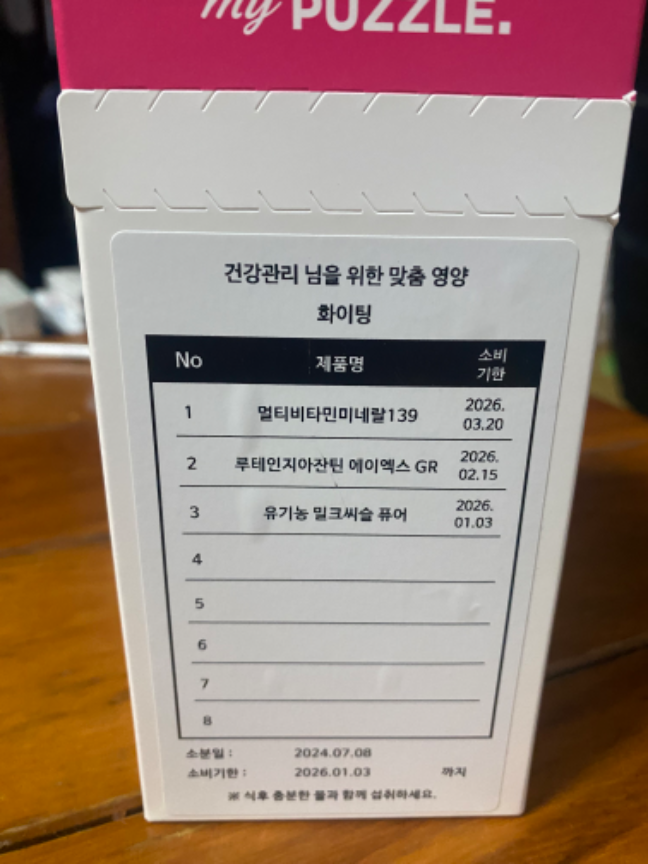 my PUZZLE.
건강관리 님을 위한 맞춤 영양
화이팅
No 제품명 소비기한
1 멀티비타민미네랄139 2026.03.20
2 루테인지아잔틴 에이엑스 GR 2026.02.15
3 유기농 밀크씨슬 퓨어 2026.01.03
4
5
6
7
8
소분일 : 2024.07.08
소비기한 : 2026.01.03 까지
※ 식후 충분한 물과 함께 섭취하세요.